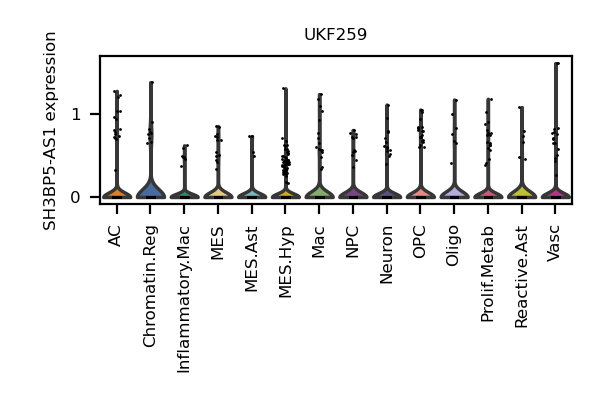 UKF259
SH3BP5-AS1 expression
1
0
AC
Chromatin.Reg
Inflammatory.Mac
MES
MES.Ast
MES.Hyp
Mac
NPC
Neuron
OPC
Oligo
Prolif.Metab
Reactive.Ast
Vasc